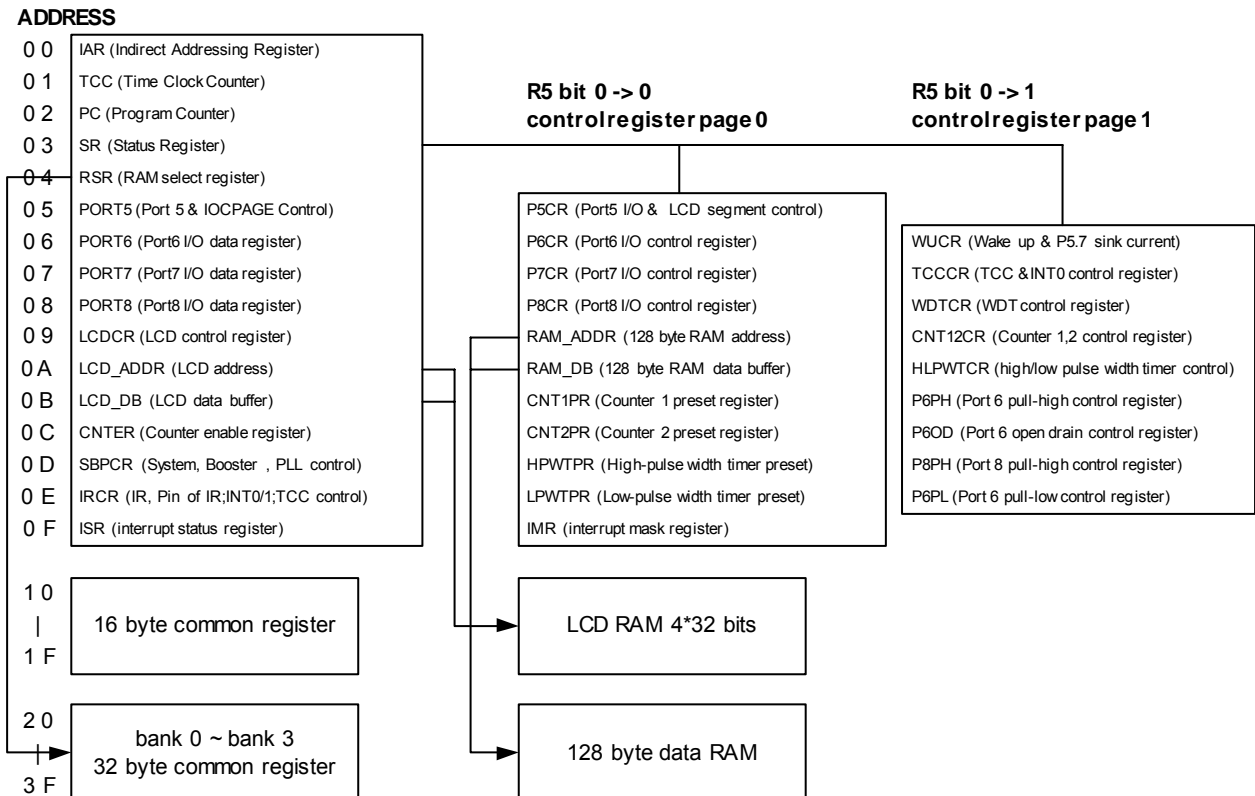 ADDRESS
0 0 IAR (Indirect Addressing Register)
0 1 TCC (Time Clock Counter)
0 2 PC (Program Counter)
0 3 SR (Status Register)
0 4 RSR (RAM select register)
0 5 PORT5 (Port 5 & IOCPAGE Control)
0 6 PORT6 (Port6 I/O data register)
0 7 PORT7 (Port7 I/O data register)
0 8 PORT8 (Port8 I/O data register)
0 9 LCDCR (LCD control register)
0 A LCD_ADDR (LCD address)
0 B LCD_DB (LCD data buffer)
0 C CNTER (Counter enable register)
0 D SBPCR (System, Booster , PLL control)
0 E IRCR (IR, Pin of IR;INT0/1;TCC control)
0 F ISR (interrupt status register)
R5 bit 0 -> 0
control register page 0
P5CR (Port5 I/O & LCD segment control)
P6CR (Port6 I/O control register)
P7CR (Port7 I/O control register)
P8CR (Port8 I/O control register)
RAM_ADDR (128 byte RAM address)
RAM_DB (128 byte RAM data buffer)
CNT1PR (Counter 1 preset register)
CNT2PR (Counter 2 preset register)
HPWTPR (High-pulse width timer preset)
LPWTPR (Low-pulse width timer preset)
IMR (interrupt mask register)
R5 bit 0 -> 1
control register page 1
WUCR (Wake up & P5.7 sink current)
TCCCR (TCC & INT0 control register)
WDTCR (WDT control register)
CNT12CR (Counter 1,2 control register)
HLPWTCR (high/low pulse width timer control)
P6PH (Port 6 pull-high control register)
P6OD (Port 6 open drain control register)
P8PH (Port 8 pull-high control register)
P6PL (Port 6 pull-low control register)
1 0
|
1 F
16 byte common register
LCD RAM 4*32 bits
2 0
|
3 F
bank 0 ~ bank 3
32 byte common register
128 byte data RAM